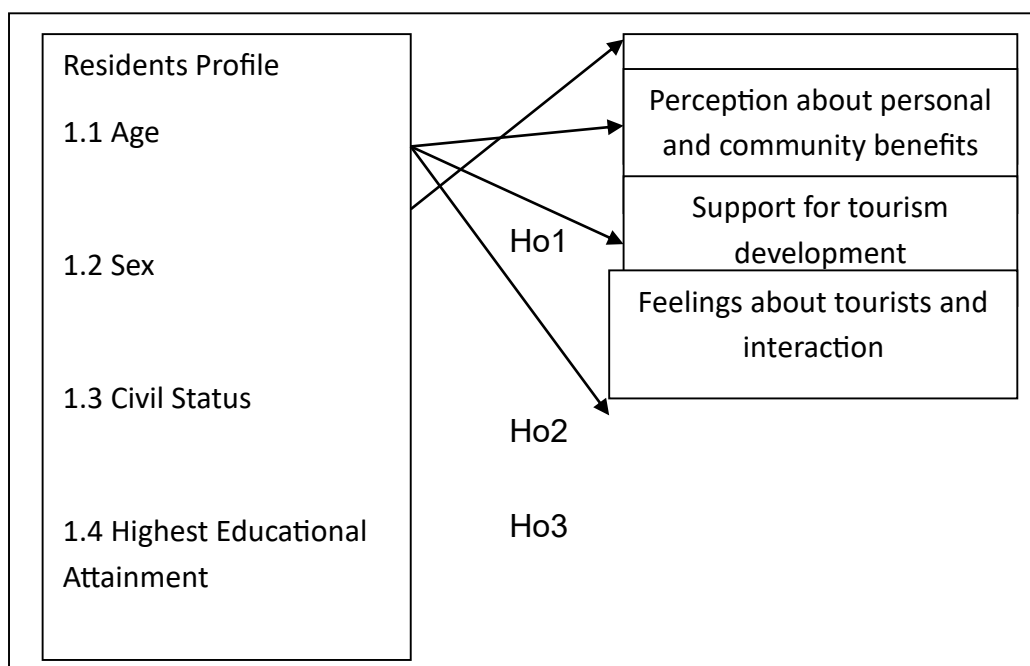 Residents Profile
1.1 Age
1.2 Sex
1.3 Civil Status
1.4 Highest Educational
Attainment
Ho1
Ho2
Ho3
Perception about personal
and community benefits
Support for tourism
development
Feelings about tourists and
interaction